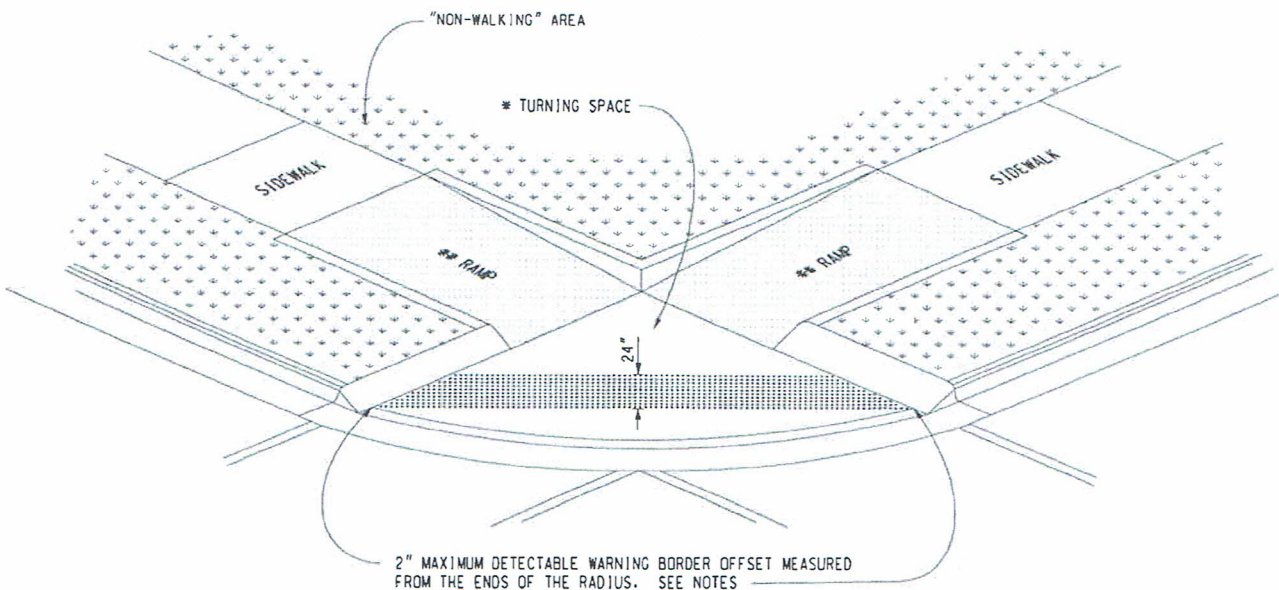 "NON-WALKING" AREA
* TURNING SPACE
SIDEWALK
SIDEWALK
** RAMP
** RAMP
24"
2" MAXIMUM DETECTABLE WARNING BORDER OFFSET MEASURED
FROM THE ENDS OF THE RADIUS. SEE NOTES